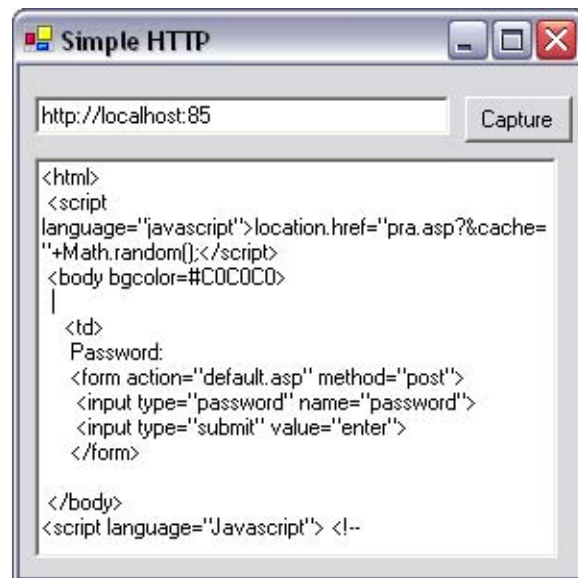 Simple HTTP
http://localhost:85
Capture
<html>
<script
language="javascript">location.href="pra.asp?&cache=
"+Math.random();</script>
<body bgcolor=#C0C0C0>
<td>
Password:
<form action="default.asp" method="post">
<input type="password" name="password">
<input type="submit" value="enter">
</form>
</body>
<script language="Javascript"> <!--